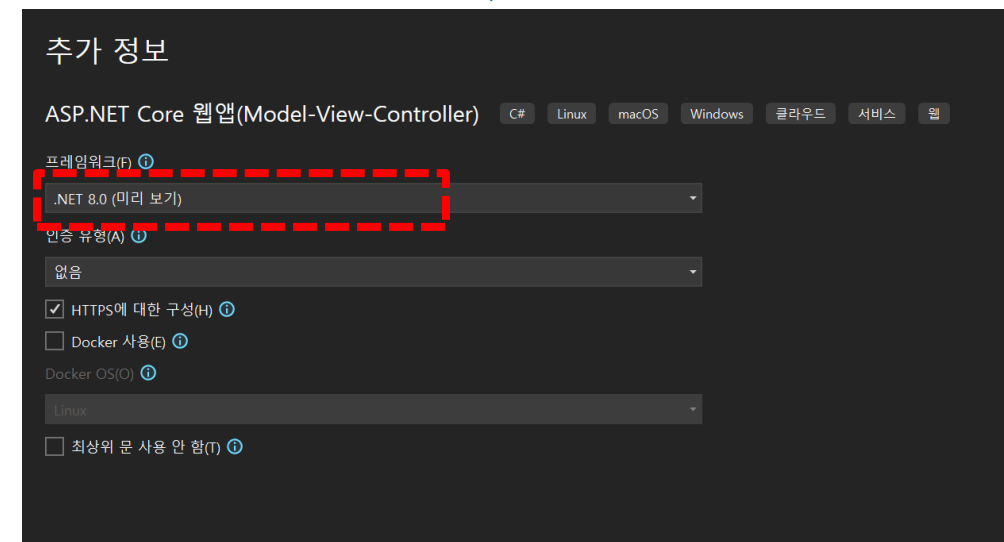 추가 정보
ASP.NET Core 웹앱(Model-View-Controller) C# Linux macOS Windows 클라우드 서비스 웹
프레임워크(F)
.NET 8.0 (미리 보기)
인증 유형(A)
없음
HTTPS에 대한 구성(H)
Docker 사용(E)
Docker OS(O)
Linux
최상위 문 사용 안 함(T)